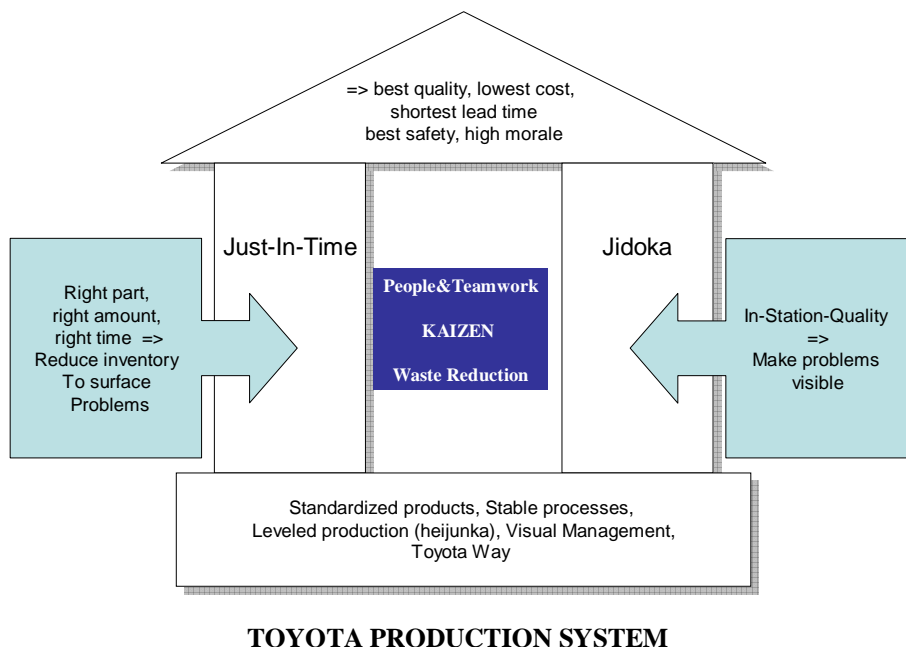 => best quality, lowest cost,
shortest lead time
best safety, high morale
Just-In-Time
Jidoka
Right part,
right amount,
right time =>
Reduce inventory
To surface
Problems
People&Teamwork
KAIZEN
Waste Reduction
In-Station-Quality
=>
Make problems
visible
Standardized products, Stable processes,
Leveled production (heijunka), Visual Management,
Toyota Way
TOYOTA PRODUCTION SYSTEM